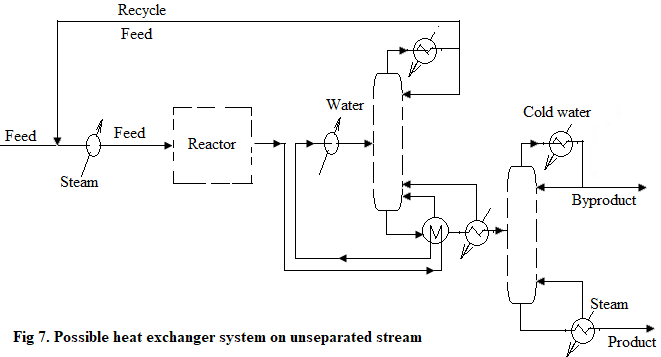 Recycle
Feed
Water
Cold water
Feed
Feed
Reactor
Steam
Byproduct
M
Steam
Fig 7. Possible heat exchanger system on unseparated stream
Product